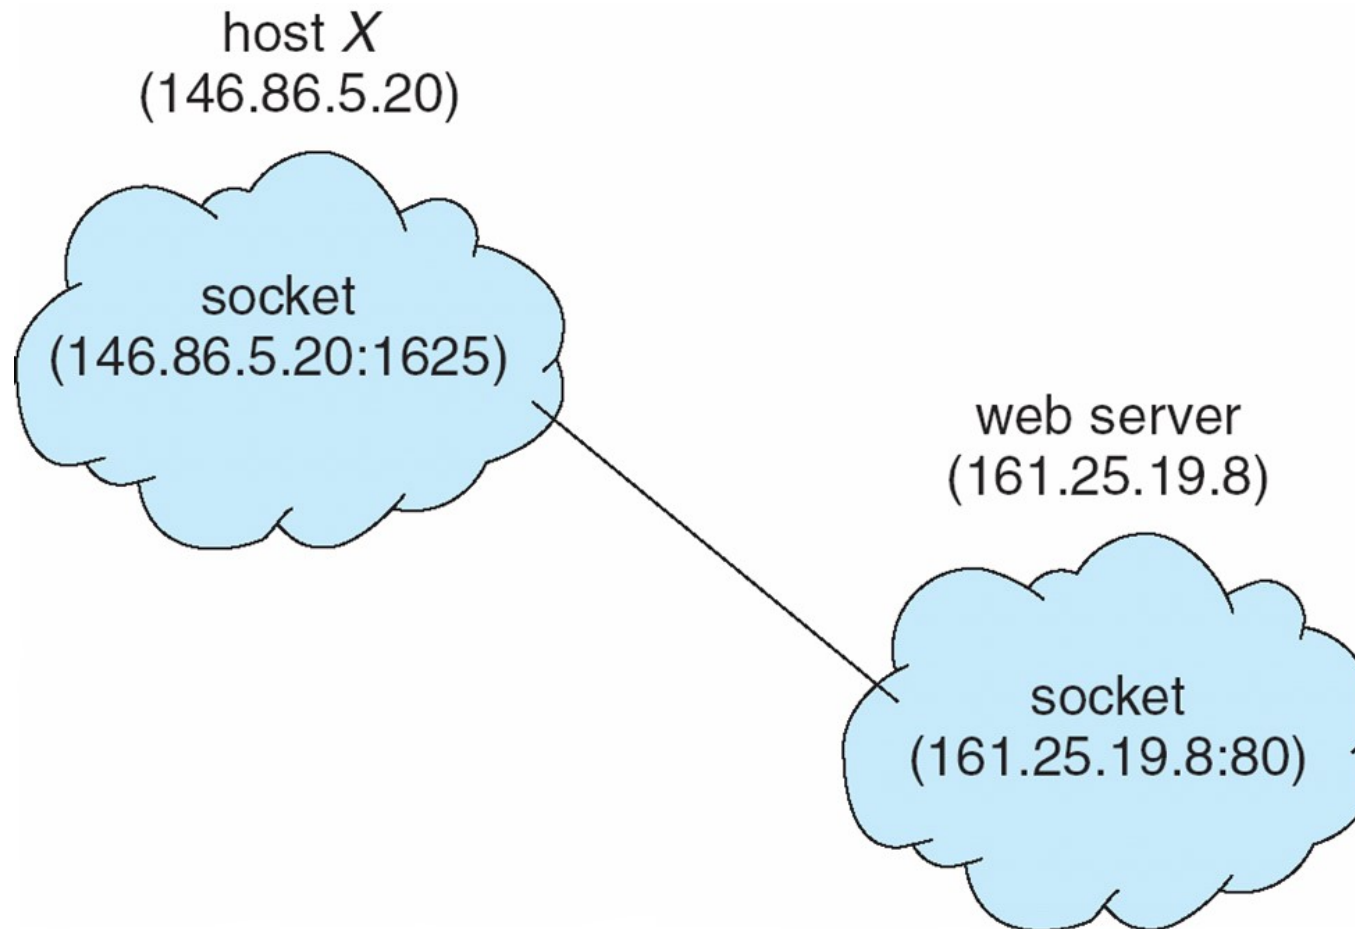 host X
(146.86.5.20)
socket
(146.86.5.20:1625)
web server
(161.25.19.8)
socket
(161.25.19.8:80)